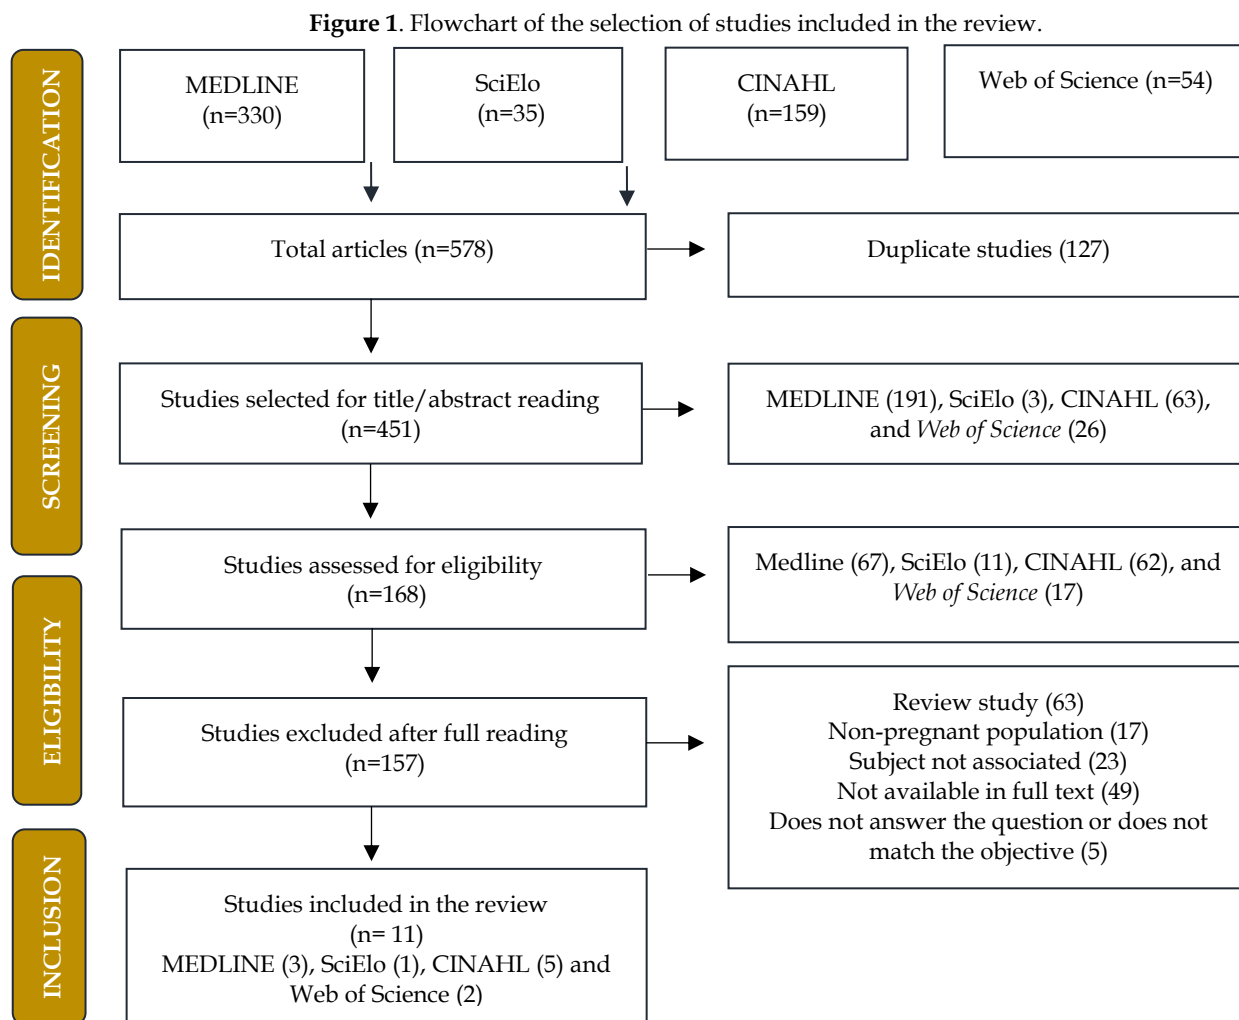 Figure 1. Flowchart of the selection of studies included in the review.
IDENTIFICATION
MEDLINE
(n=330)
SciElo
(n=35)
CINAHL
(n=159)
Web of Science (n=54)
Total articles (n=578)
Duplicate studies (127)
SCREENING
Studies selected for title/abstract reading
(n=451)
MEDLINE (191), SciElo (3), CINAHL (63),
and Web of Science (26)
Studies assessed for eligibility
(n=168)
Medline (67), SciElo (11), CINAHL (62), and
Web of Science (17)
ELIGIBILITY
Studies excluded after full reading
(n=157)
Review study (63)
Non-pregnant population (17)
Subject not associated (23)
Not available in full text (49)
Does not answer the question or does not
match the objective (5)
INCLUSION
Studies included in the review
(n= 11)
MEDLINE (3), SciElo (1), CINAHL (5) and
Web of Science (2)